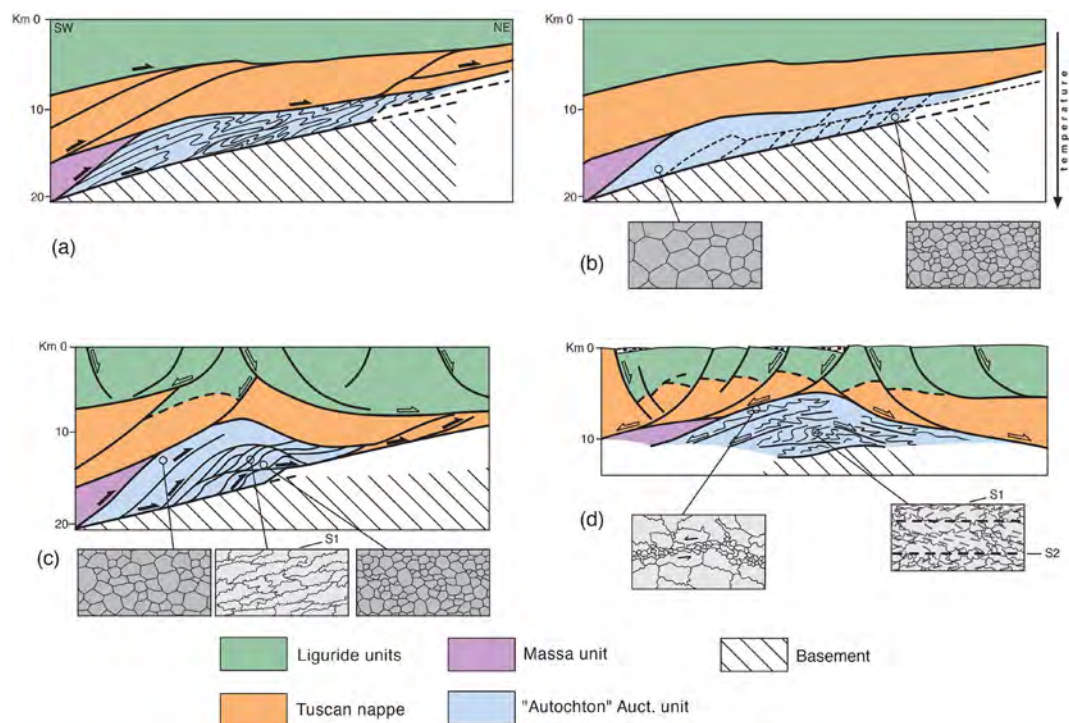 Km 0
SW
NE
10
20
(a)
Km 0
10
20
(b)
temperature
Km 0
10
20
(c)
S1
Km 0
10
(d)
S1
S2
Liguride units
Massa unit
Basement
Tuscan nappe
"Autochton" Auct. unit